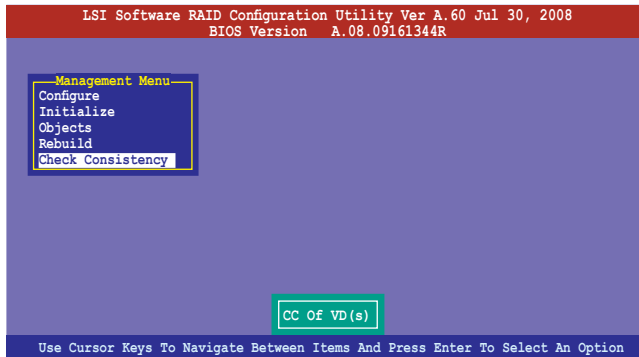 LSI Software RAID Configuration Utility Ver A.60 Jul 30, 2008
BIOS Version A.08.09161344R
Management Menu
Configure
Initialize
Objects
Rebuild
Check Consistency
CC Of VD(s)
Use Cursor Keys To Navigate Between Items And Press Enter To Select An Option